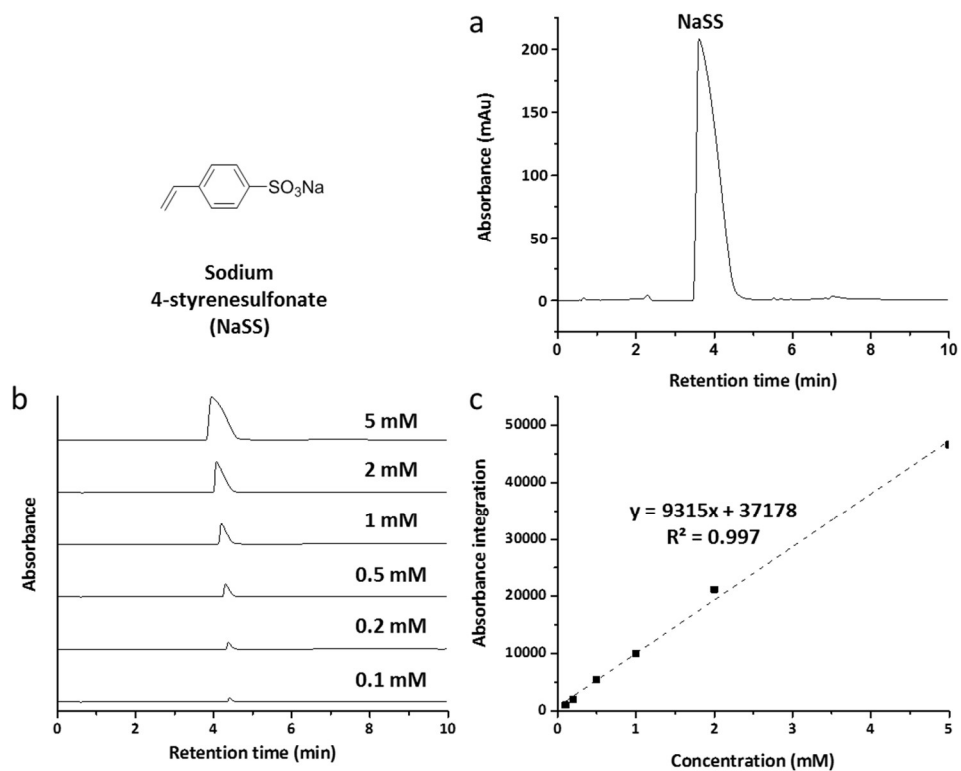 a
NaSS
200
150
100
50
0
Absorbance (mAu)
0 2 4 6 8 10
Retention time (min)
SO₃Na
Sodium
4-styrenesulfonate
(NaSS)
b
5 mM
2 mM
1 mM
0.5 mM
0.2 mM
0.1 mM
Absorbance
0 2 4 6 8 10
Retention time (min)
c
50000
40000
30000
20000
10000
0
Absorbance integration
y = 9315x + 37178
R² = 0.997
0 1 2 3 4 5
Concentration (mM)